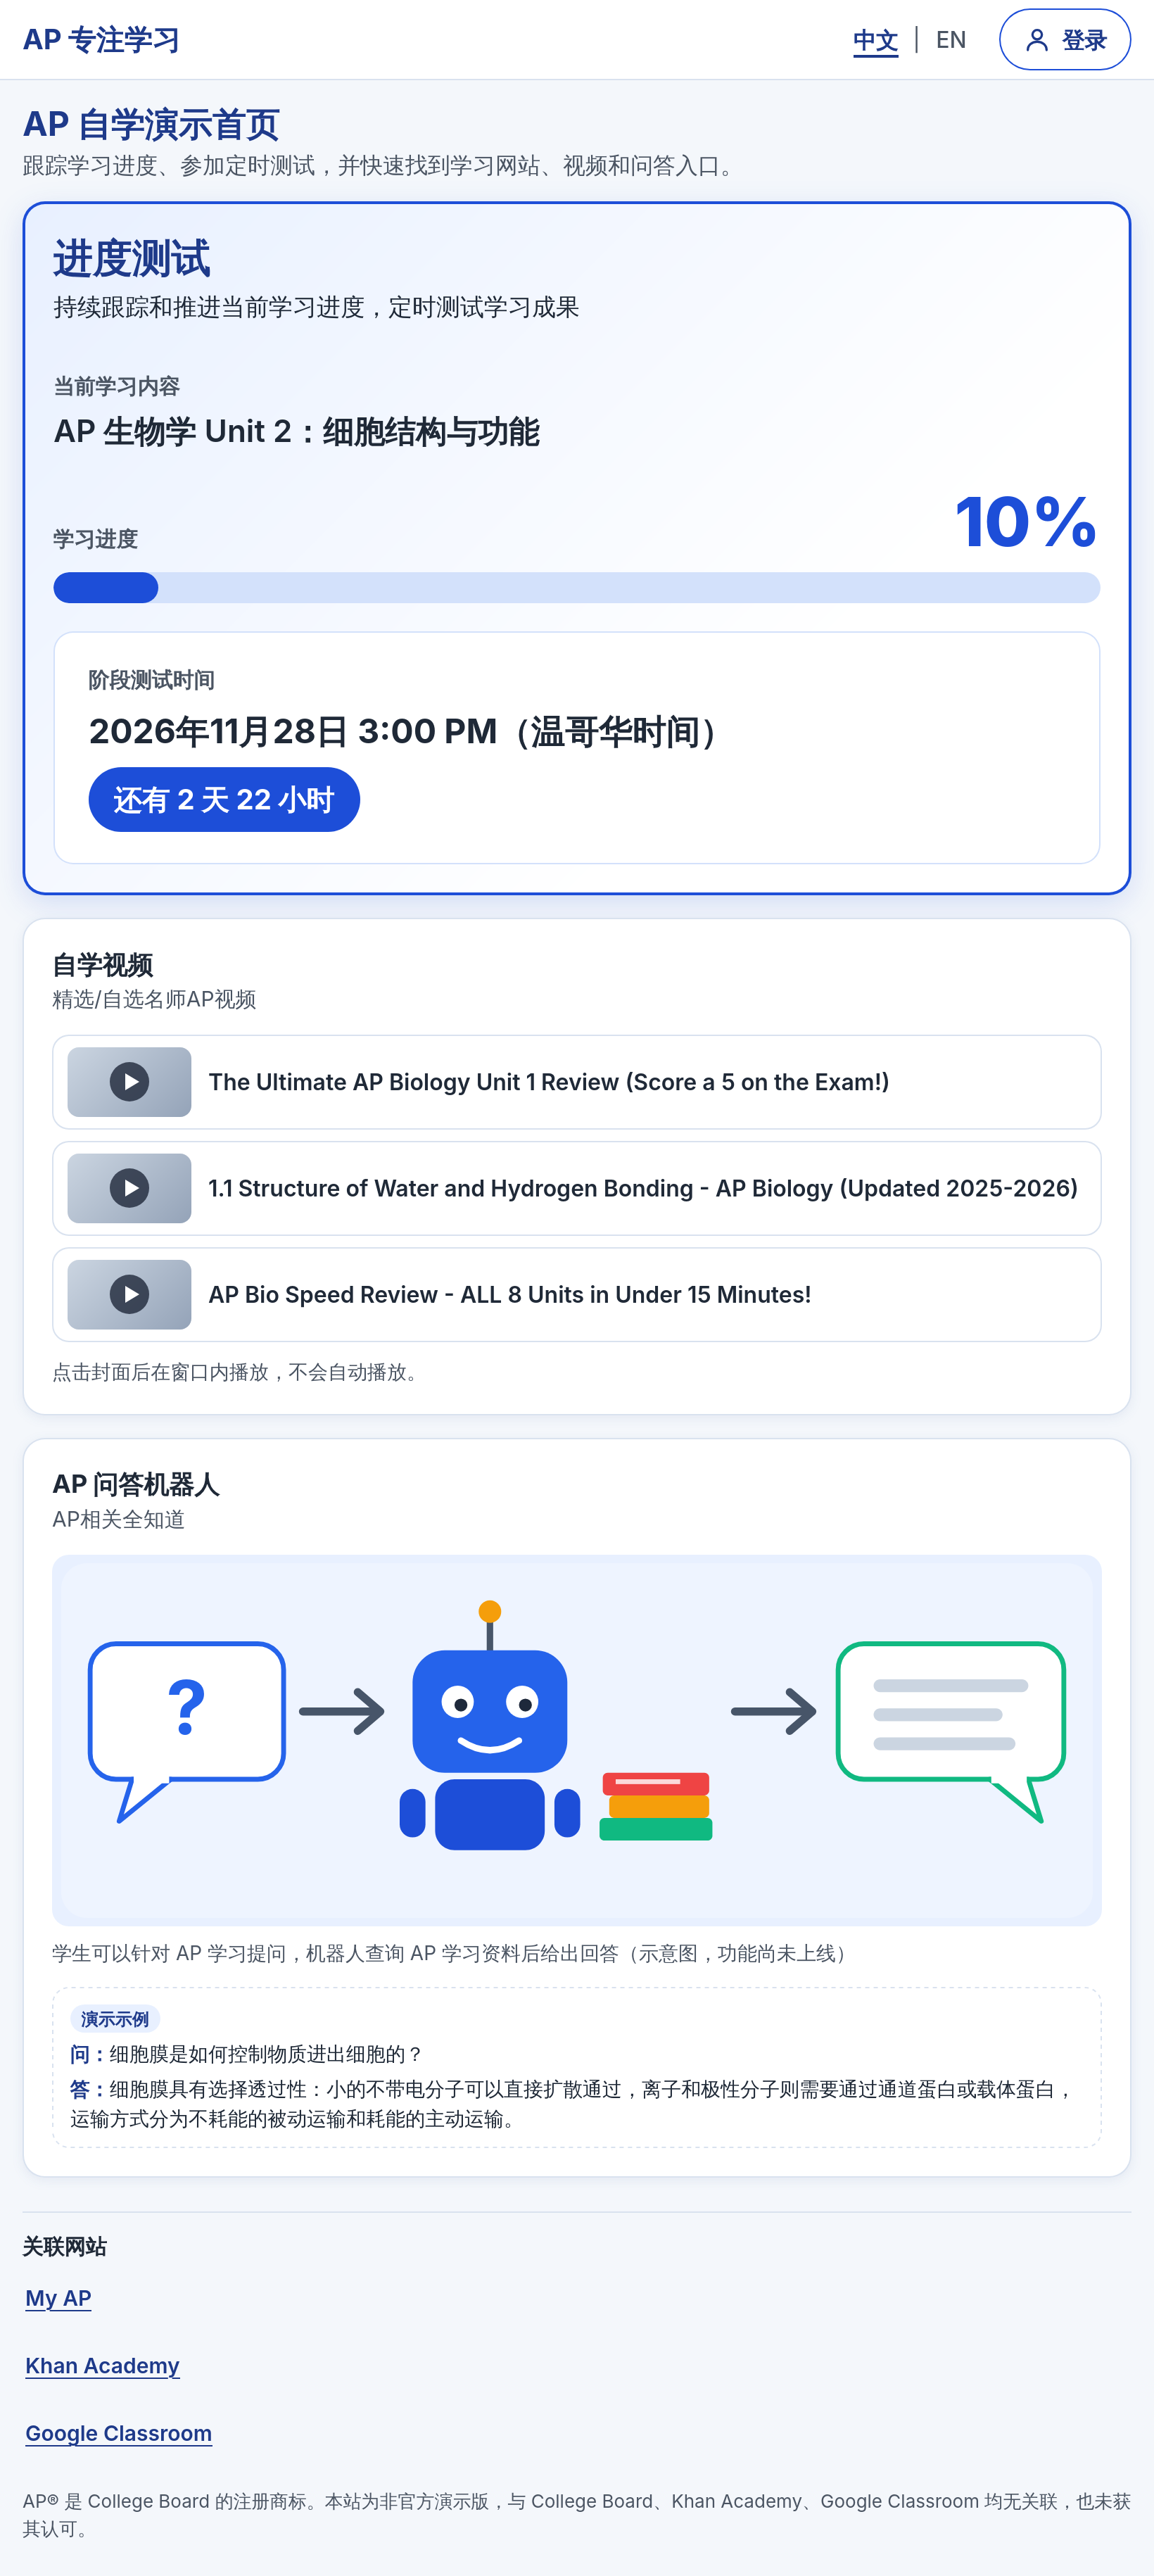 AP 专注学习
中文 | EN
登录
AP 自学演示首页
跟踪学习进度、参加定时测试，并快速找到学习网站、视频和问答入口。
进度测试
持续跟踪和推进当前学习进度，定时测试学习成果
当前学习内容
AP 生物学 Unit 2：细胞结构与功能
学习进度
10%
阶段测试时间
2026年11月28日 3:00 PM（温哥华时间）
还有 2 天 22 小时
自学视频
精选/自选名师AP视频
The Ultimate AP Biology Unit 1 Review (Score a 5 on the Exam!)
1.1 Structure of Water and Hydrogen Bonding - AP Biology (Updated 2025-2026)
AP Bio Speed Review - ALL 8 Units in Under 15 Minutes!
点击封面后在窗口内播放，不会自动播放。
AP 问答机器人
AP相关全知道
?
学生可以针对 AP 学习提问，机器人查询 AP 学习资料后给出回答（示意图，功能尚未上线）
演示示例
问：细胞膜是如何控制物质进出细胞的？
答：细胞膜具有选择透过性：小的不带电分子可以直接扩散通过，离子和极性分子则需要通过通道蛋白或载体蛋白，
运输方式分为不耗能的被动运输和耗能的主动运输。
关联网站
My AP
Khan Academy
Google Classroom
AP® 是 College Board 的注册商标。本站为非官方演示版，与 College Board、Khan Academy、Google Classroom 均无关联，也未获
其认可。